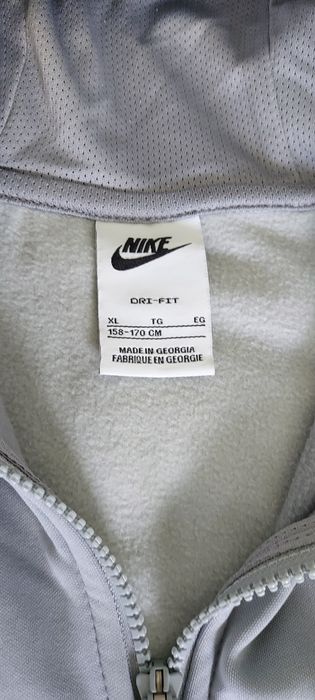 NIKE
DRI-FIT
XL TG EG
158-170 CM
MADE IN GEORGIA
FABRIQUE EN GEORGIE